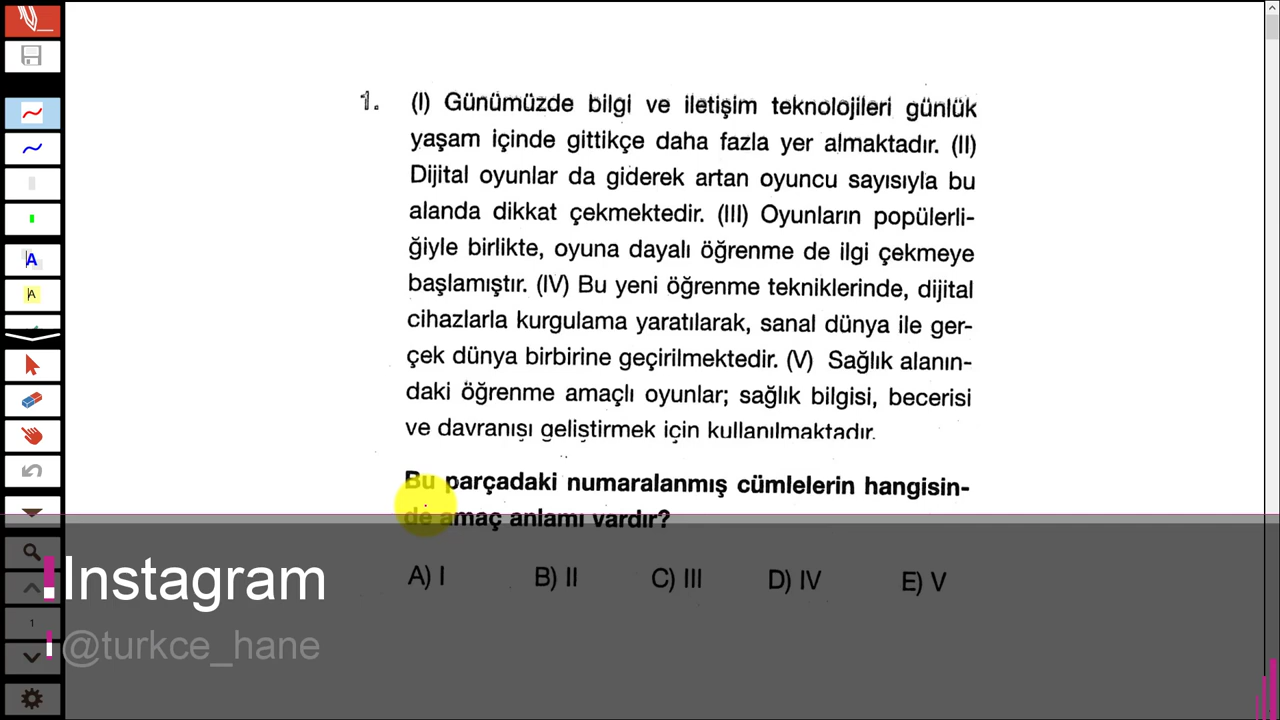 1. (I) Günümüzde bilgi ve iletişim teknolojileri günlük
yaşam içinde gittikçe daha fazla yer almaktadır. (II)
Dijital oyunlar da giderek artan oyuncu sayısıyla bu
alanda dikkat çekmektedir. (III) Oyunların popülerli-
ğiyle birlikte, oyuna dayalı öğrenme de ilgi çekmeye
başlamıştır. (IV) Bu yeni öğrenme tekniklerinde, dijital
cihazlarla kurgulama yaratılarak, sanal dünya ile ger-
çek dünya birbirine geçirilmektedir. (V) Sağlık alanın-
daki öğrenme amaçlı oyunlar; sağlık bilgisi, becerisi
ve davranışı geliştirmek için kullanılmaktadır.
Bu parçadaki numaralanmış cümlelerin hangisin-
de amaç anlamı vardır?
A) I B) II C) III D) IV E) V
Instagram
@turkce_hane
A
A
1